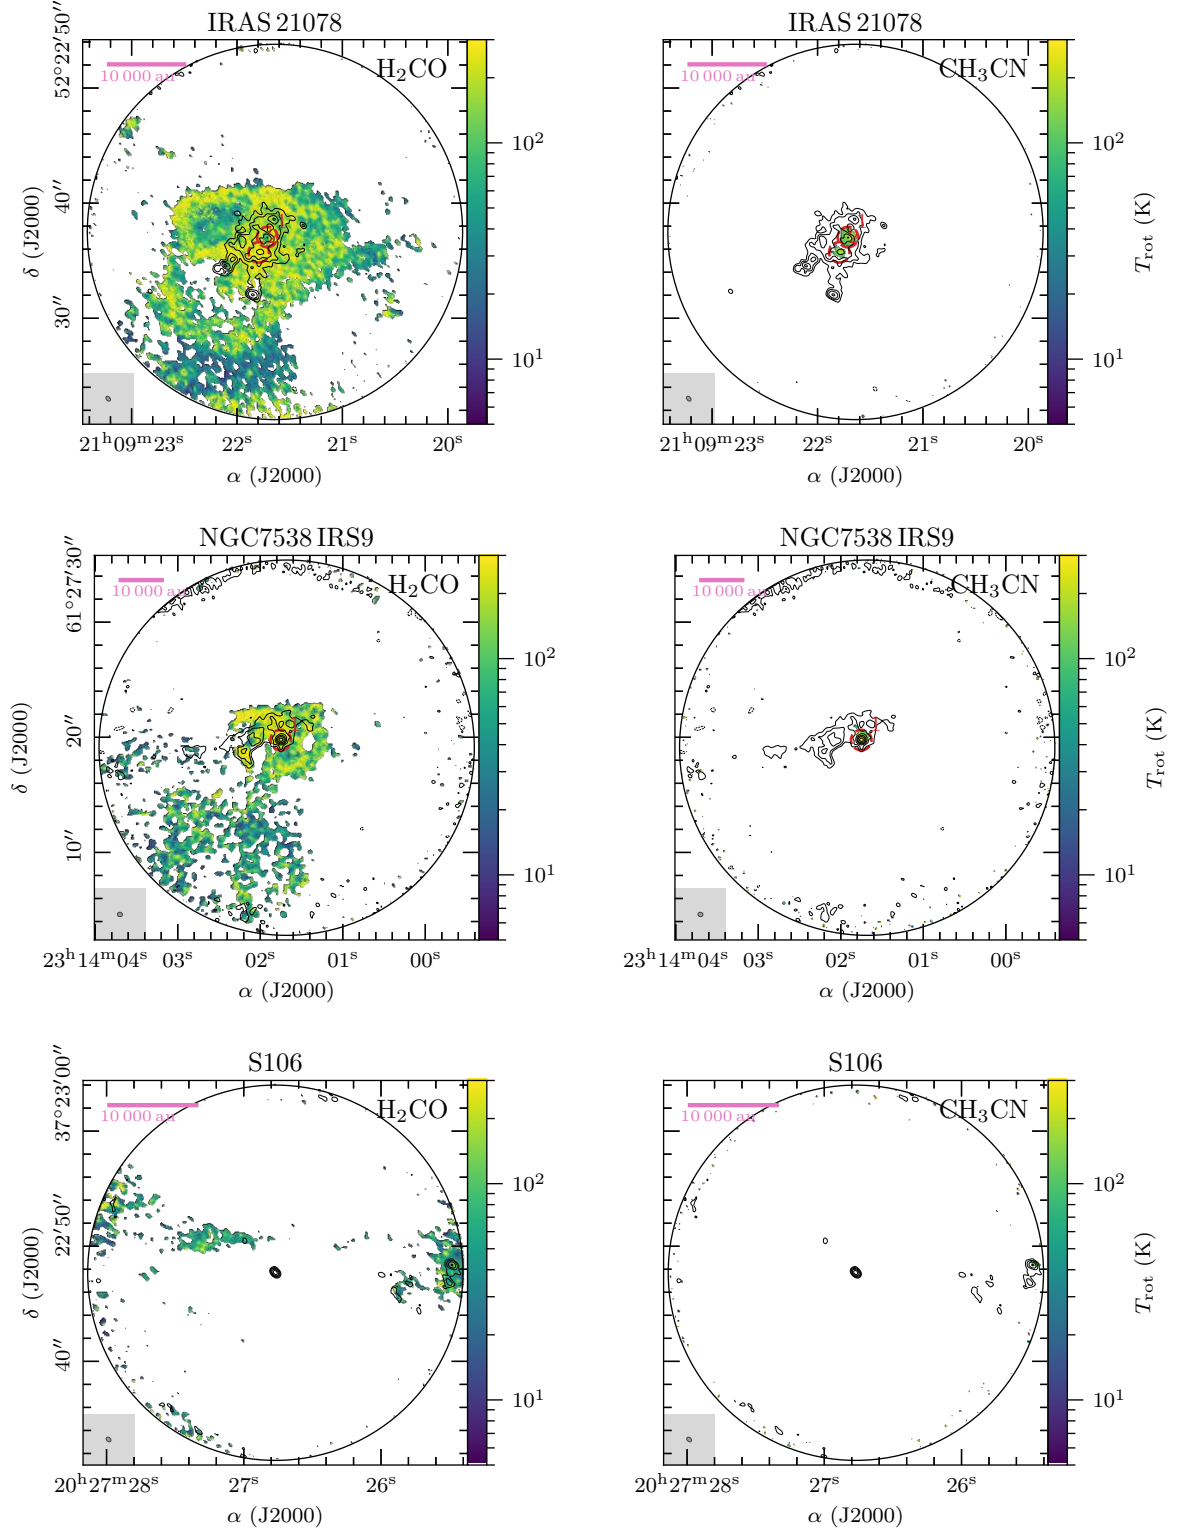 IRAS 21078
H₂CO
10 000 au
52°22′50″
40″
30″
δ (J2000)
21ʰ09ᵐ23ˢ 22ˢ 21ˢ 20ˢ
α (J2000)
10²
10¹
IRAS 21078
CH₃CN
10 000 au
21ʰ09ᵐ23ˢ 22ˢ 21ˢ 20ˢ
α (J2000)
10²
10¹
T_rot (K)
NGC7538 IRS9
H₂CO
10 000 au
61°27′30″
20″
10″
δ (J2000)
23ʰ14ᵐ04ˢ 03ˢ 02ˢ 01ˢ 00ˢ
α (J2000)
10²
10¹
NGC7538 IRS9
CH₃CN
10 000 au
23ʰ14ᵐ04ˢ 03ˢ 02ˢ 01ˢ 00ˢ
α (J2000)
10²
10¹
T_rot (K)
S106
H₂CO
10 000 au
37°23′00″
22′50″
40″
δ (J2000)
20ʰ27ᵐ28ˢ 27ˢ 26ˢ
α (J2000)
10²
10¹
S106
CH₃CN
10 000 au
20ʰ27ᵐ28ˢ 27ˢ 26ˢ
α (J2000)
10²
10¹
T_rot (K)